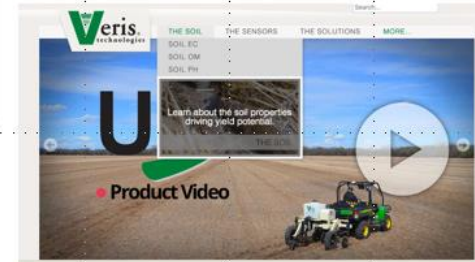 Search...
Veris.
technologies
THE SOIL
THE SENSORS
THE SOLUTIONS
MORE...
SOIL EC
SOIL OM
SOIL PH
Learn about the soil properties
driving yield potential.
THE SOIL
U
Product Video